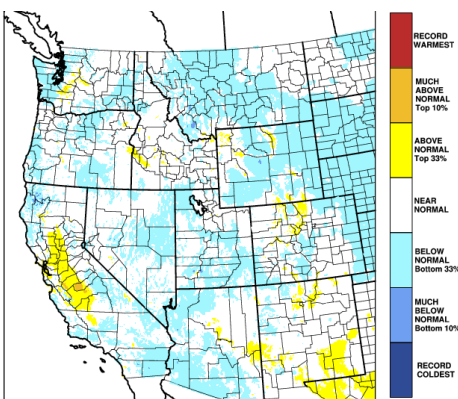 RECORD
WARMEST
MUCH
ABOVE
NORMAL
Top 10%
ABOVE
NORMAL
Top 33%
NEAR
NORMAL
BELOW
NORMAL
Bottom 33%
MUCH
BELOW
NORMAL
Bottom 10%
RECORD
COLDEST